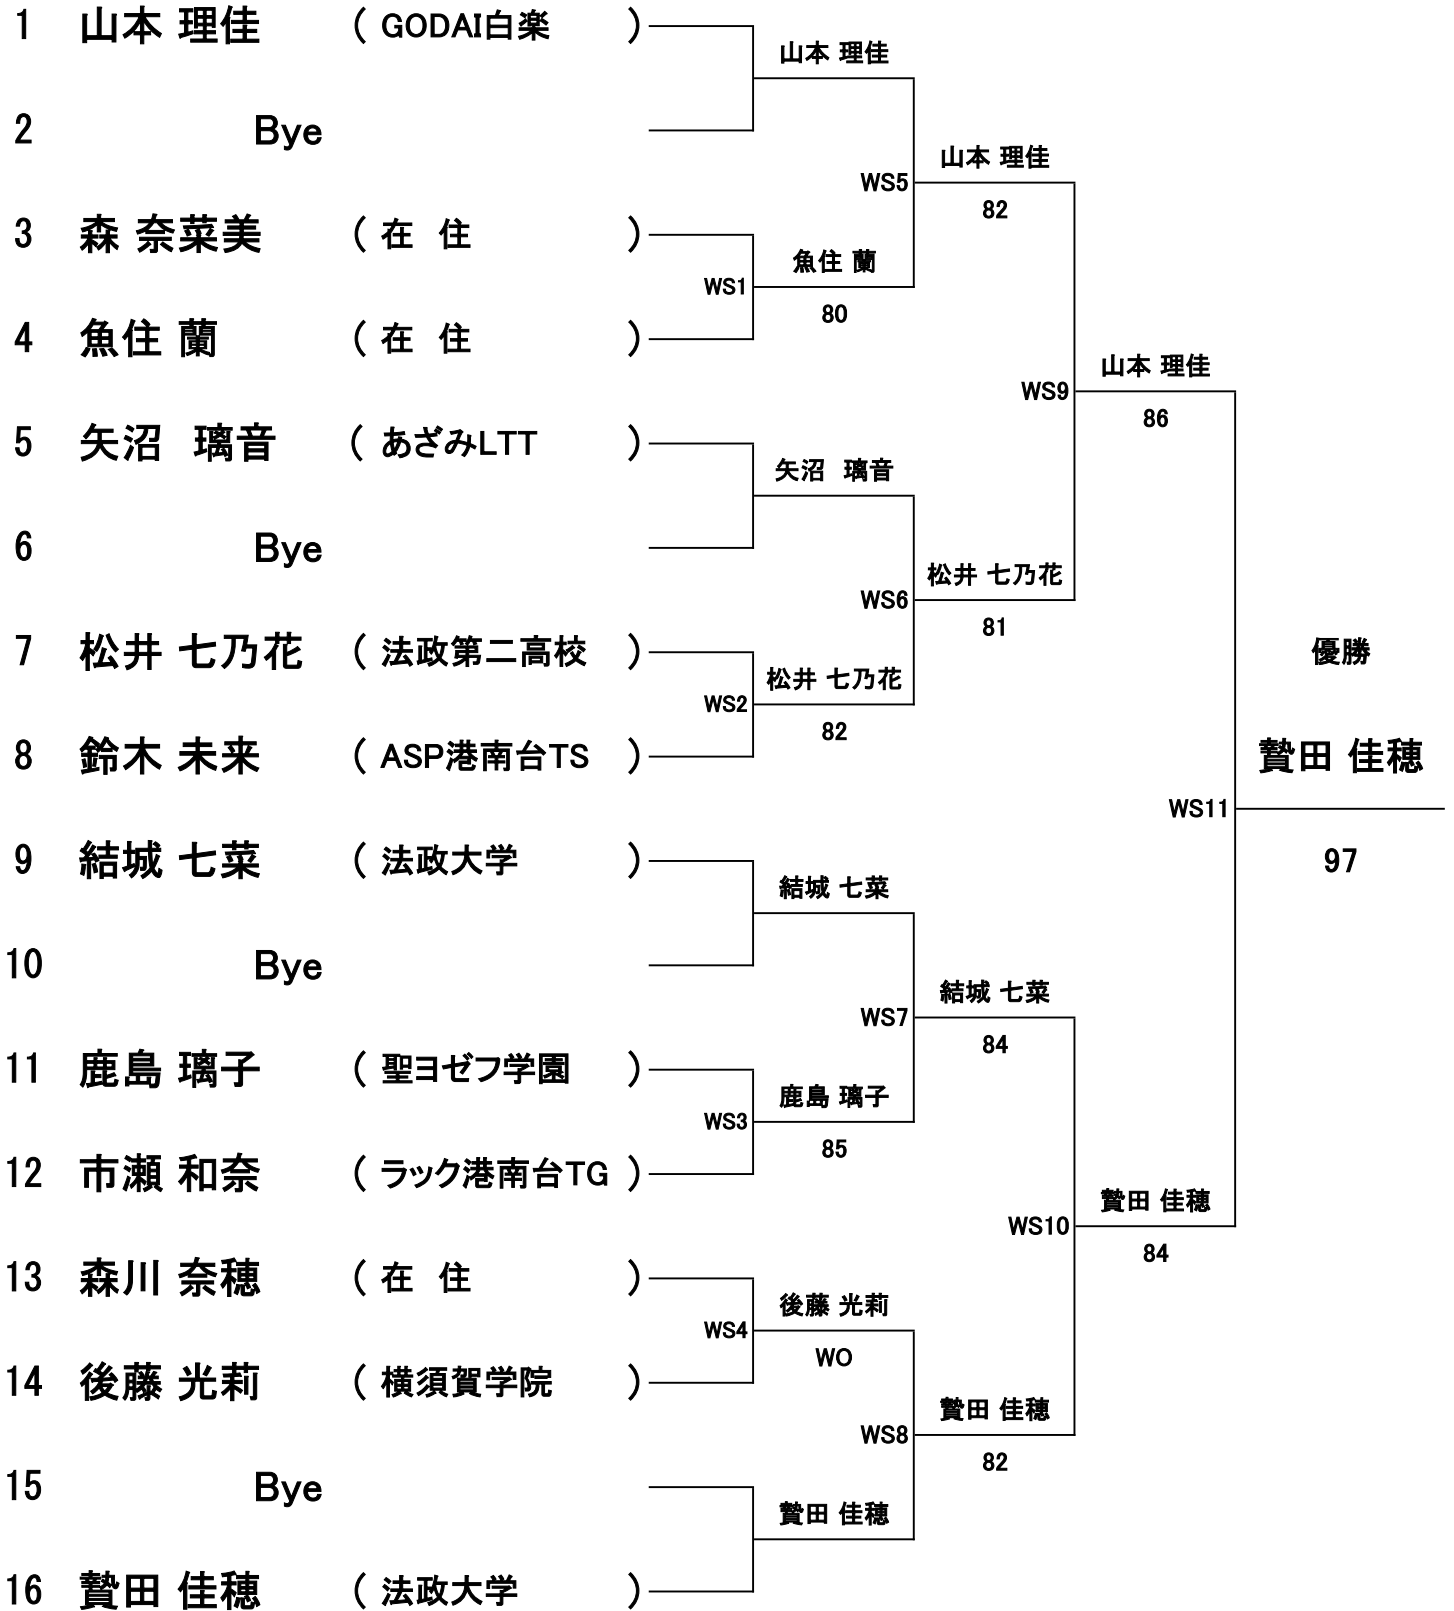 1 山本 理佳 ( GODAI白楽 )
山本 理佳
2 Bye
山本 理佳
WS5
82
3 森 奈菜美 ( 在 住 )
魚住 蘭
WS1
80
4 魚住 蘭 ( 在 住 )
山本 理佳
WS9
86
5 矢沼 璃音 ( あざみLTT )
矢沼 璃音
6 Bye
松井 七乃花
WS6
81
7 松井 七乃花 ( 法政第二高校 )
優勝
松井 七乃花
WS2
82
8 鈴木 未来 ( ASP港南台TS )
贄田 佳穂
WS11
97
9 結城 七菜 ( 法政大学 )
結城 七菜
10 Bye
結城 七菜
WS7
84
11 鹿島 璃子 ( 聖ヨゼフ学園 )
鹿島 璃子
WS3
85
12 市瀬 和奈 ( ラック港南台TG )
贄田 佳穂
WS10
84
13 森川 奈穂 ( 在 住 )
後藤 光莉
WS4
WO
14 後藤 光莉 ( 横須賀学院 )
贄田 佳穂
WS8
82
15 Bye
贄田 佳穂
16 贄田 佳穂 ( 法政大学 )